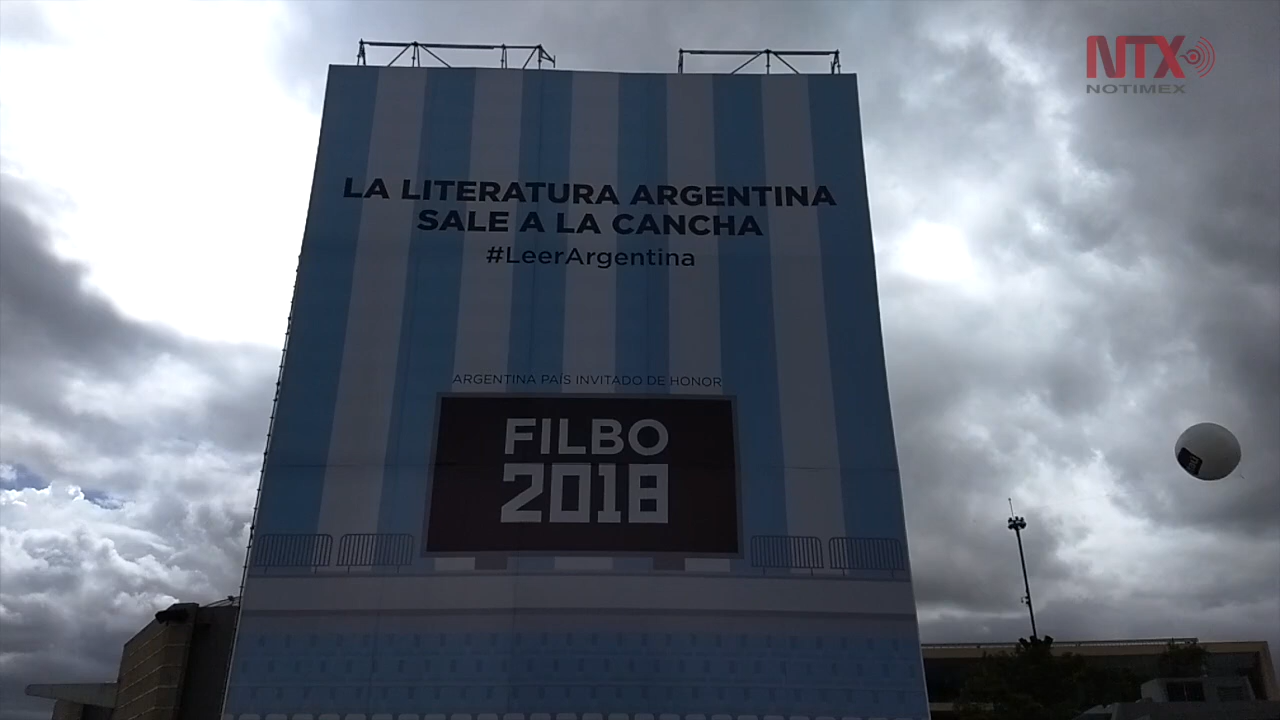 NTX
NOTIMEX
LA LITERATURA ARGENTINA
SALE A LA CANCHA
#LeerArgentina
ARGENTINA PAÍS INVITADO DE HONOR
FILBO
2018